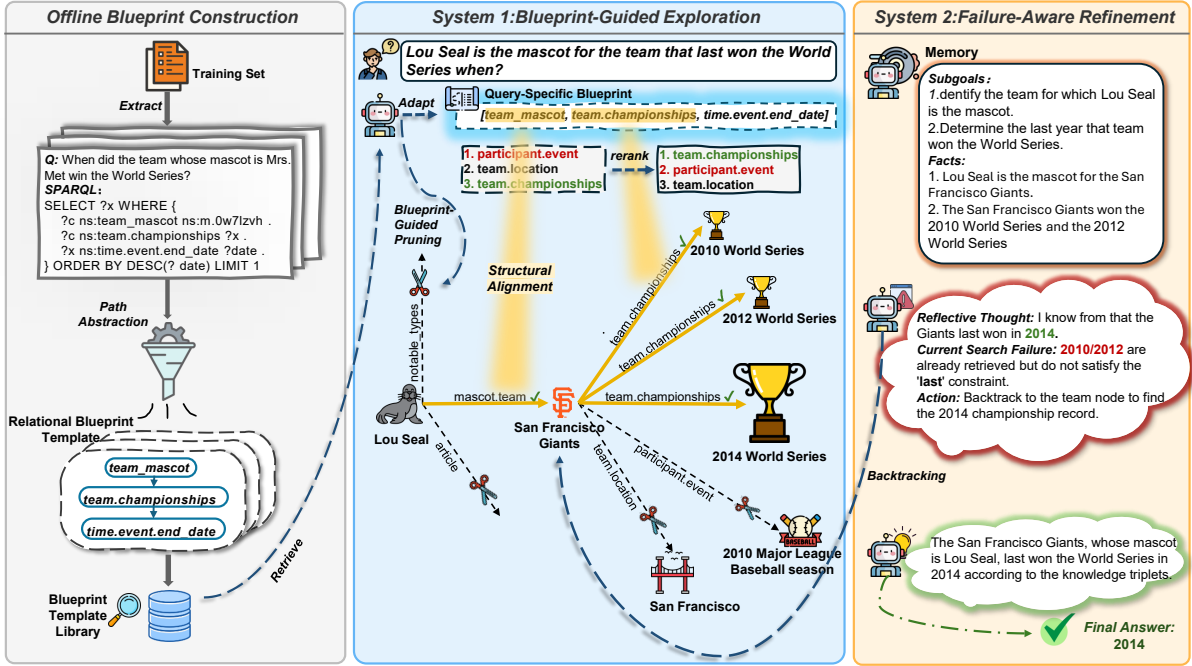 Offline Blueprint Construction
Training Set
Extract
Q: When did the team whose mascot is Mrs.
Met win the World Series?
SPARQL:
SELECT ?x WHERE {
?c ns:team_mascot ns:m.0w7lzvh .
?c ns:team.championships ?x .
?x ns:time.event.end_date ?date .
} ORDER BY DESC(? date) LIMIT 1
Path
Abstraction
Relational Blueprint
Template
team_mascot
team.championships
time.event.end_date
Blueprint
Template
Library
Retrieve
System 1:Blueprint-Guided Exploration
Lou Seal is the mascot for the team that last won the World
Series when?
Adapt
Query-Specific Blueprint
[team_mascot, team.championships, time.event.end_date]
1. participant.event
2. team.location
3. team.championships
rerank
1. team.championships
2. participant.event
3. team.location
Blueprint-
Guided
Pruning
Structural
Alignment
notable_types
Lou Seal
mascot.team
article
San Francisco
Giants
team.championships
2010 World Series
team.championships
2012 World Series
team.championships
2014 World Series
participant.event
team.location
BASEBALL
2010 Major League
Baseball season
San Francisco
System 2:Failure-Aware Refinement
Memory
Subgoals:
1.dentify the team for which Lou Seal
is the mascot.
2.Determine the last year that team
won the World Series.
Facts:
1. Lou Seal is the mascot for the San
Francisco Giants.
2. The San Francisco Giants won the
2010 World Series and the 2012
World Series
Reflective Thought: I know from that the
Giants last won in 2014.
Current Search Failure: 2010/2012 are
already retrieved but do not satisfy the
'last' constraint.
Action: Backtrack to the team node to find
the 2014 championship record.
Backtracking
The San Francisco Giants, whose mascot
is Lou Seal, last won the World Series in
2014 according to the knowledge triplets.
Final Answer:
2014